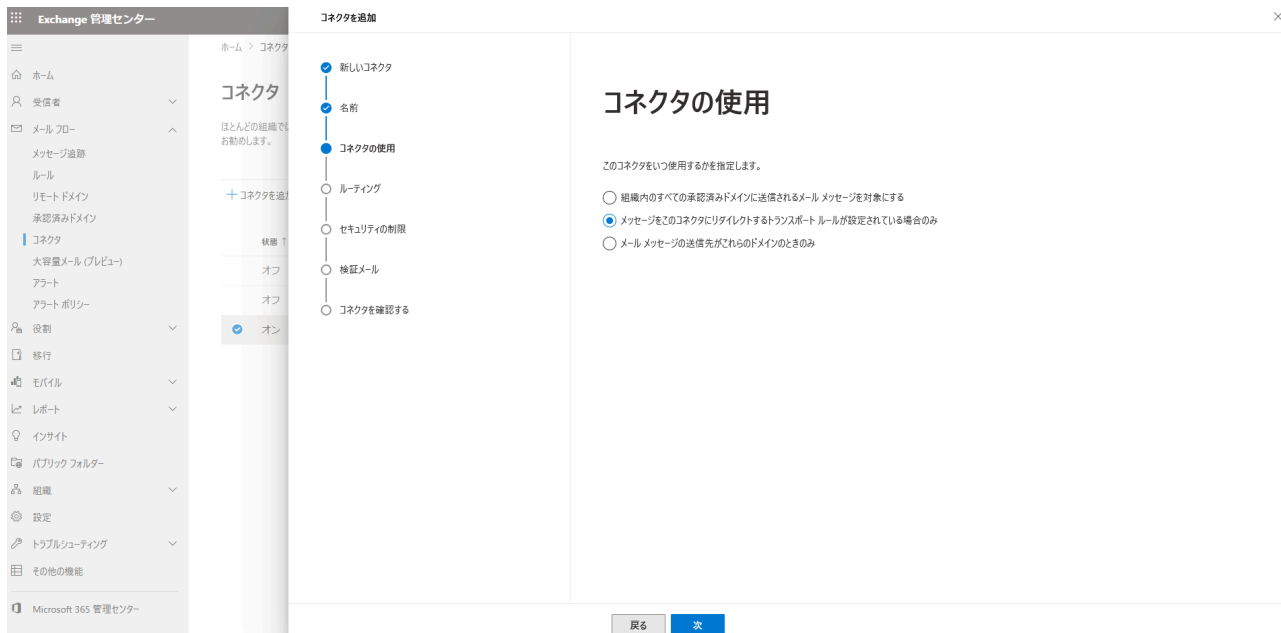 Exchange 管理センター
コネクタを追加
ホーム > コネクタ
ホーム
受信者
メール フロー
メッセージ追跡
ルール
リモート ドメイン
承認済みドメイン
コネクタ
大容量メール (プレビュー)
アラート
アラート ポリシー
役割
移行
モバイル
レポート
インサイト
パブリック フォルダー
組織
設定
トラブルシューティング
その他の機能
Microsoft 365 管理センター
コネクタ
ほとんどの組織では
お勧めします。
コネクタを追加
状態 ↑
オフ
オフ
オン
新しいコネクタ
名前
コネクタの使用
ルーティング
セキュリティの制限
検証メール
コネクタを確認する
コネクタの使用
このコネクタをいつ使用するかを指定します。
組織内のすべての承認済みドメインに送信されるメール メッセージを対象にする
メッセージをこのコネクタにリダイレクトするトランスポート ルールが設定されている場合のみ
メール メッセージの送信先がこれらのドメインのときのみ
戻る
次